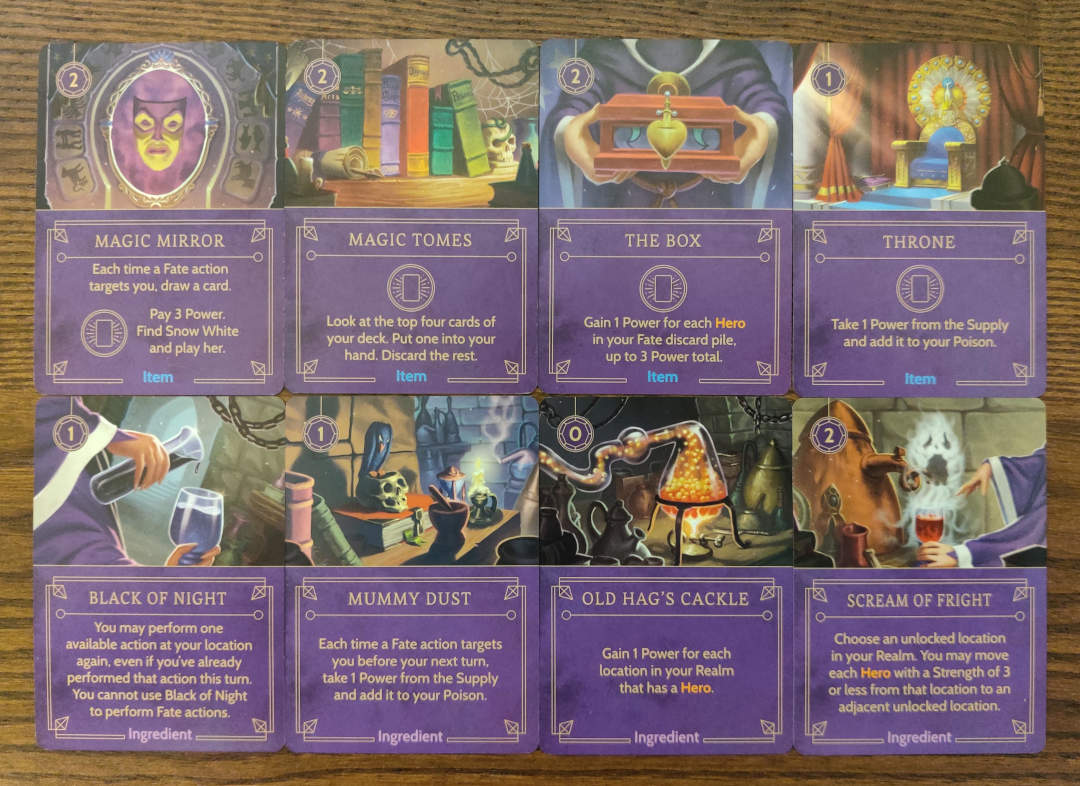 2
MAGIC MIRROR
Each time a Fate action
targets you, draw a card.
Pay 3 Power.
Find Snow White
and play her.
Item
2
MAGIC TOMES
Look at the top four cards of
your deck. Put one into your
hand. Discard the rest.
Item
2
THE BOX
Gain 1 Power for each Hero
in your Fate discard pile,
up to 3 Power total.
Item
1
THRONE
Take 1 Power from the Supply
and add it to your Poison.
Item
1
BLACK OF NIGHT
You may perform one
available action at your location
again, even if you've already
performed that action this turn.
You cannot use Black of Night
to perform Fate actions.
Ingredient
1
MUMMY DUST
Each time a Fate action targets
you before your next turn,
take 1 Power from the Supply
and add it to your Poison.
Ingredient
0
OLD HAG'S CACKLE
Gain 1 Power for each
location in your Realm
that has a Hero.
Ingredient
2
SCREAM OF FRIGHT
Choose an unlocked location
in your Realm. You may move
each Hero with a Strength of 3
or less from that location to an
adjacent unlocked location.
Ingredient